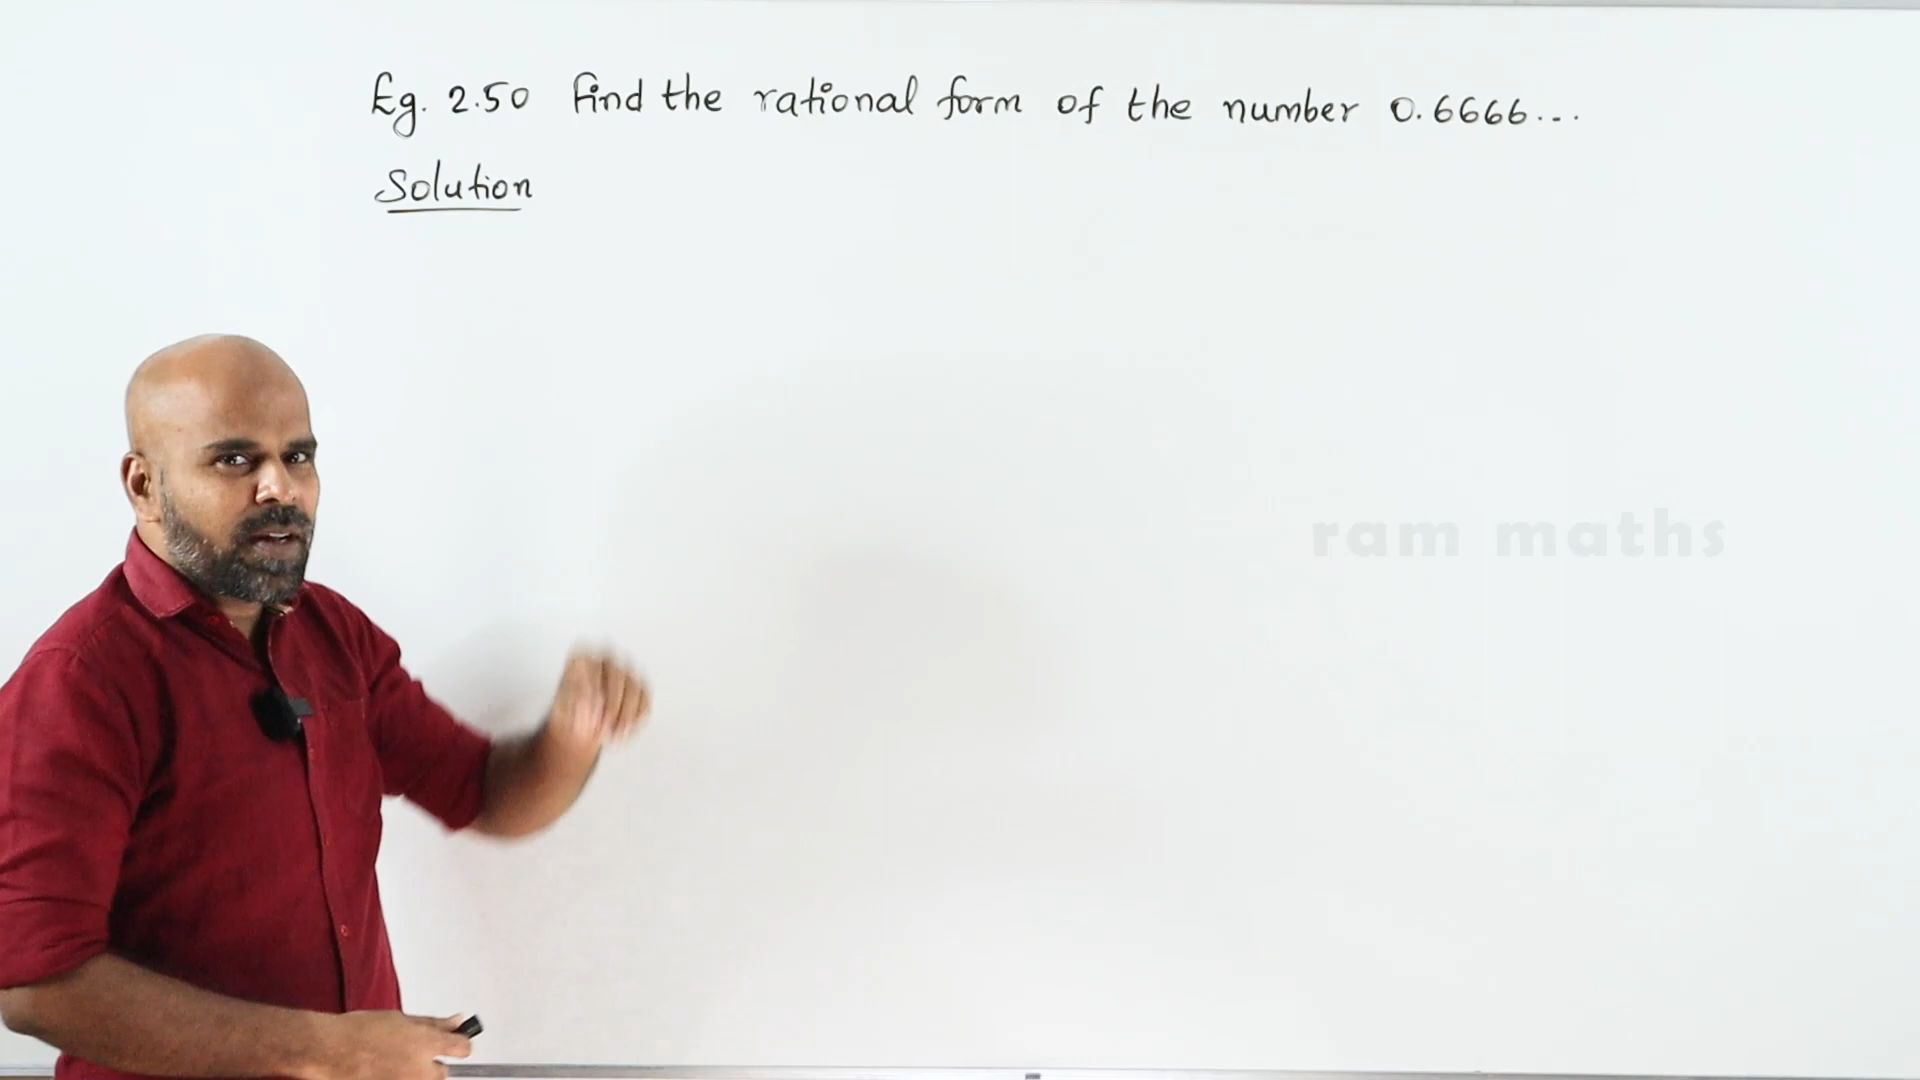 Eg. 2.50 Find the rational form of the number 0.6666...
Solution
ram maths